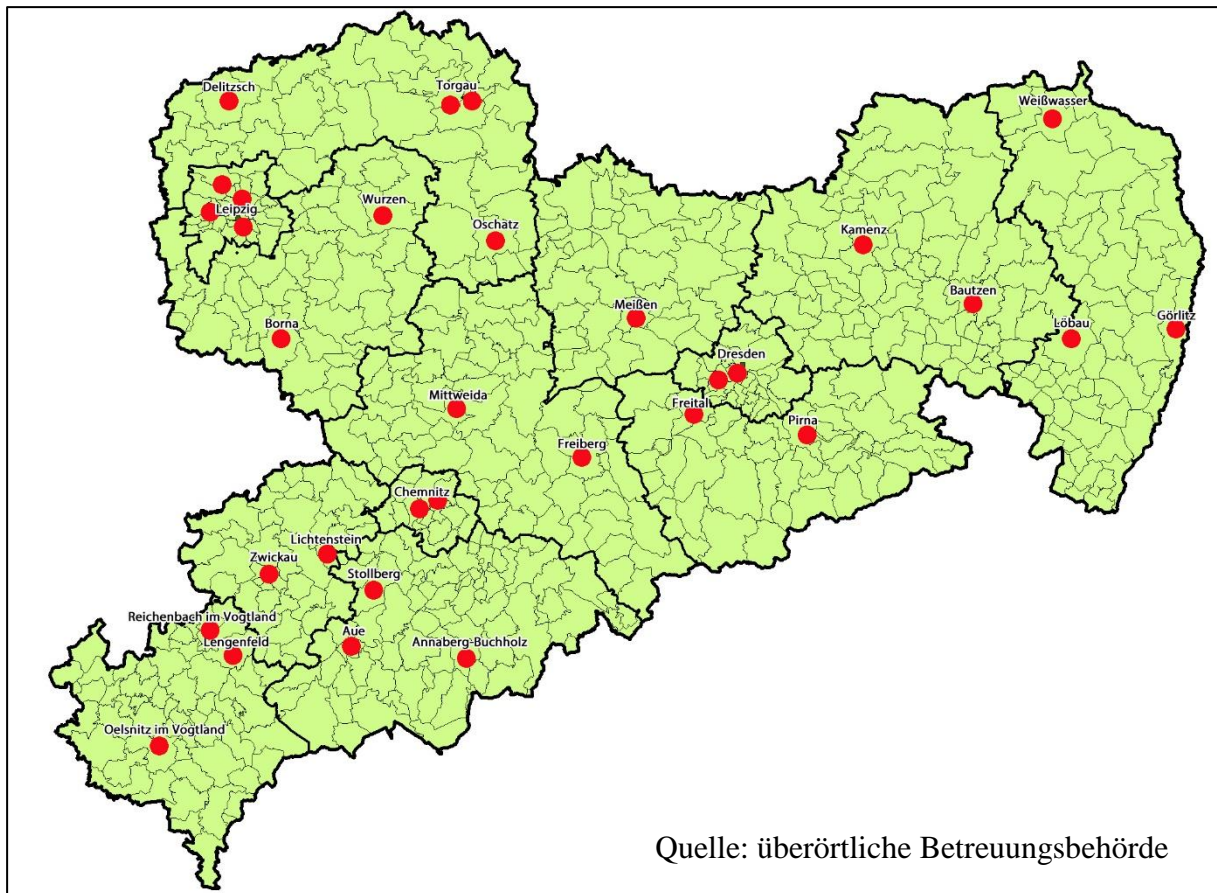 Delitzsch
Torgau
Weißwasser
Leipzig
Wurzen
Oschatz
Kamenz
Borna
Meißen
Bautzen
Löbau
Görlitz
Dresden
Mittweida
Freital
Pirna
Freiberg
Chemnitz
Lichtenstein
Zwickau
Stollberg
Reichenbach im Vogtland
Lengenfeld
Aue
Annaberg-Buchholz
Oelsnitz im Vogtland
Quelle: überörtliche Betreuungsbehörde